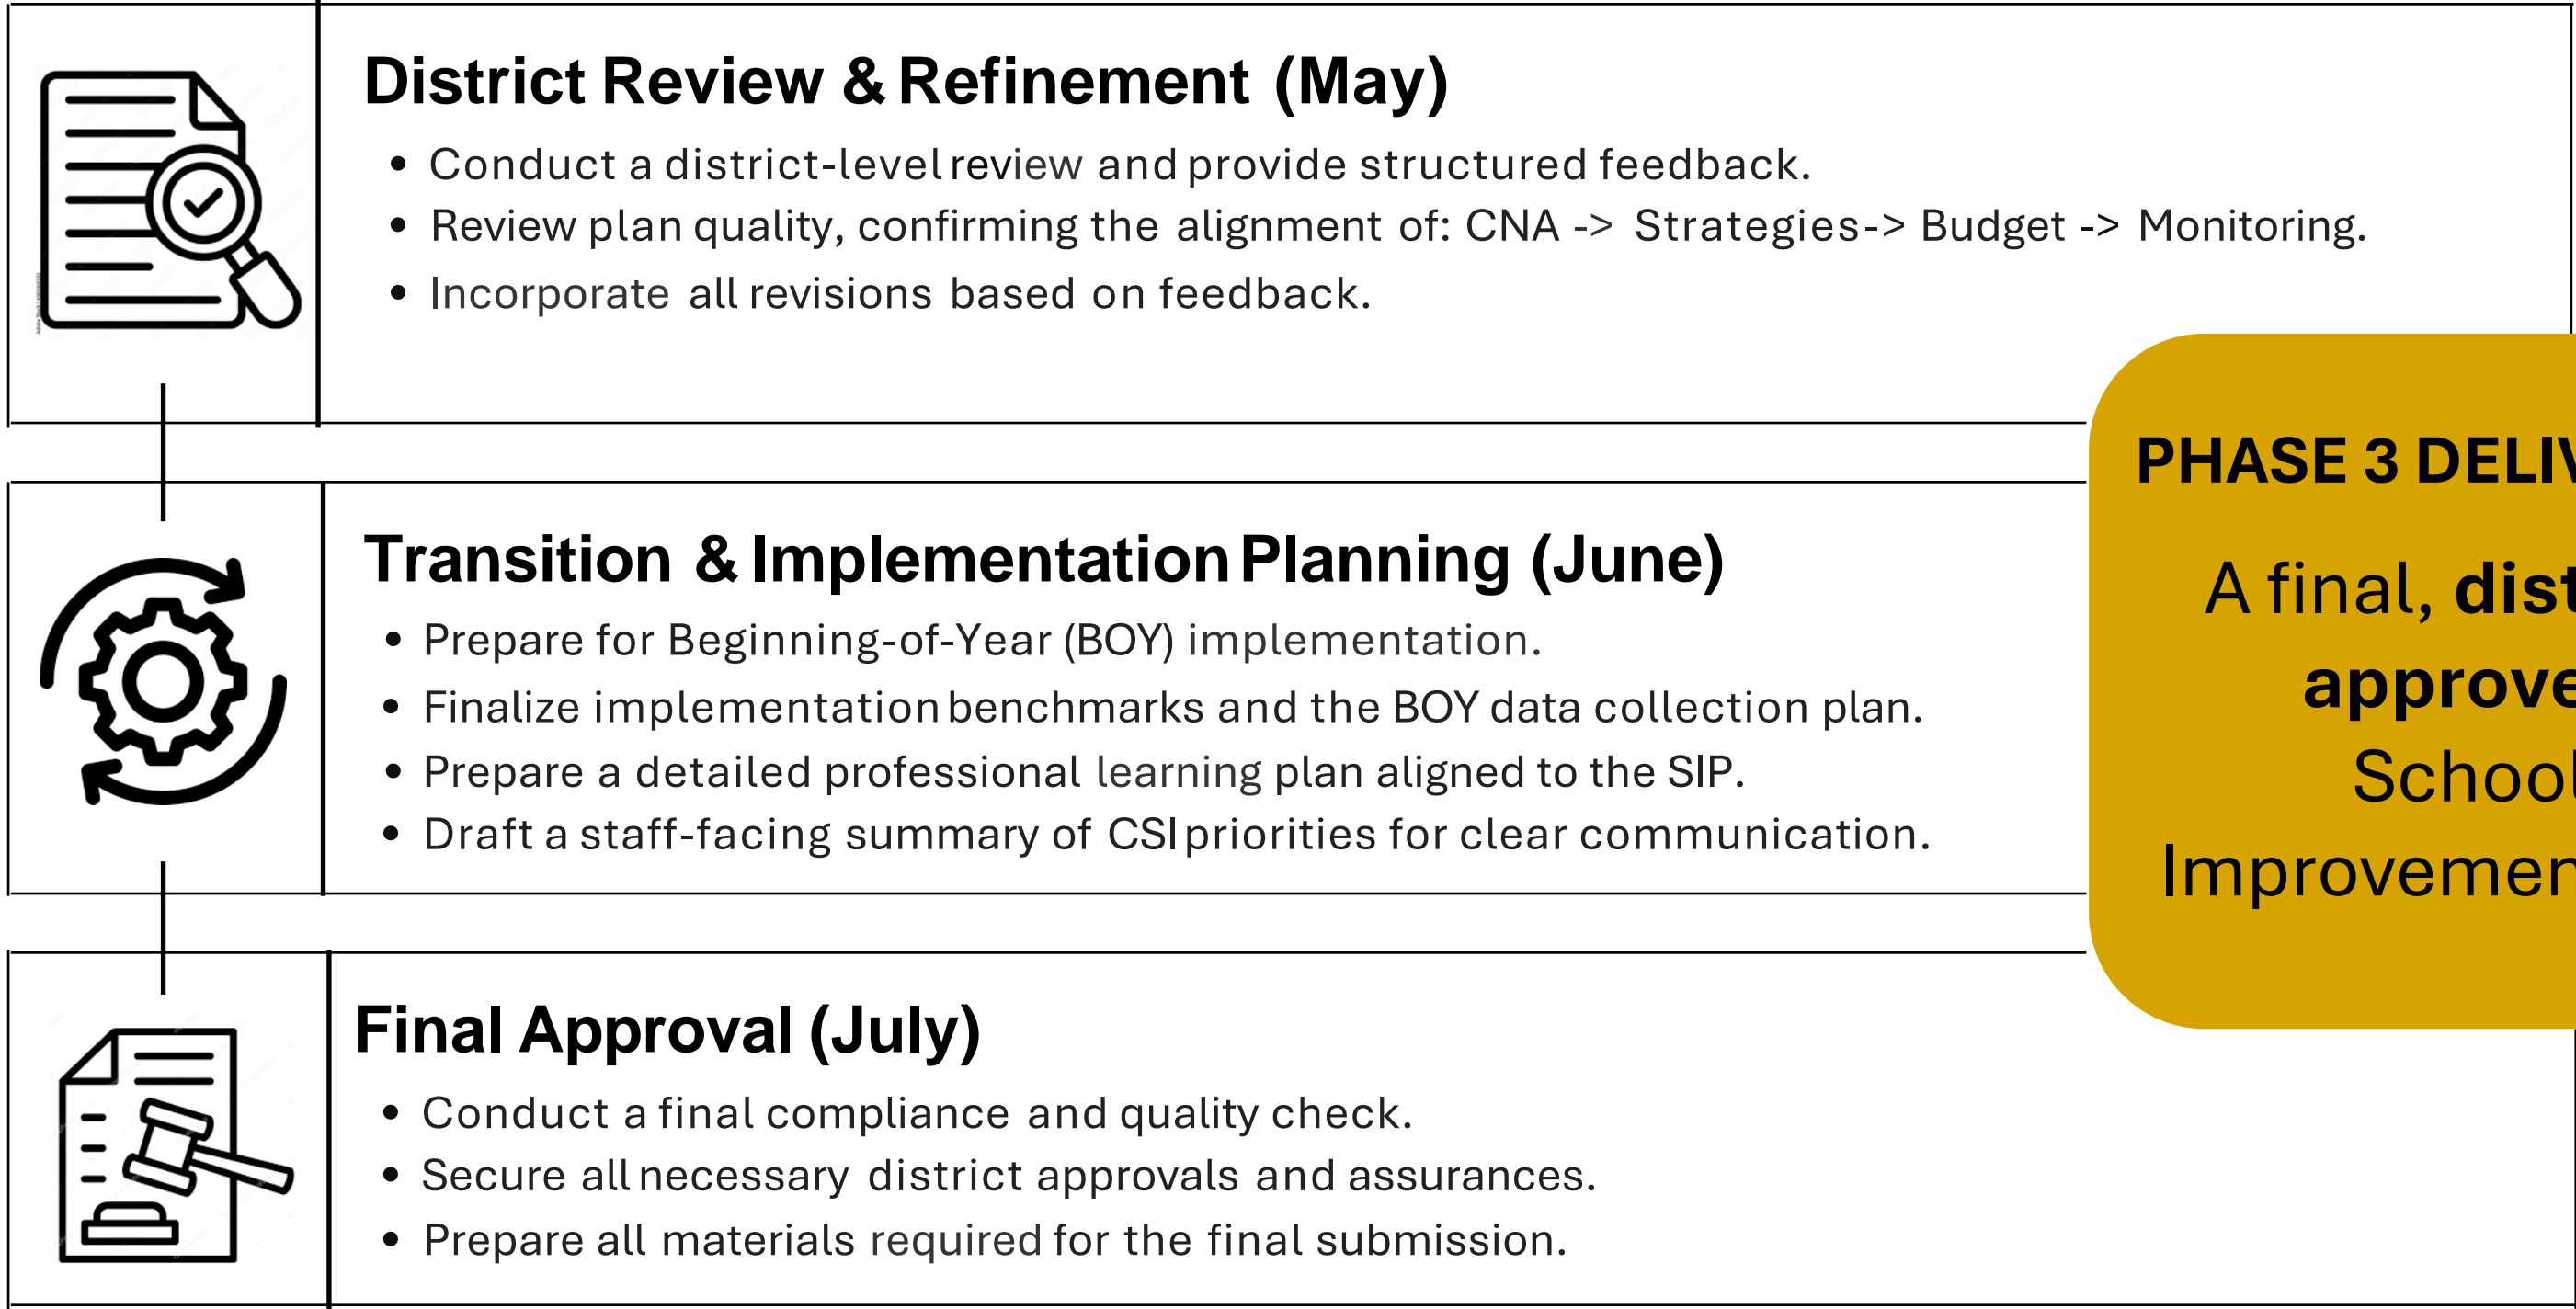 District Review & Refinement (May)
• Conduct a district-level review and provide structured feedback.
• Review plan quality, confirming the alignment of: CNA -> Strategies-> Budget -> Monitoring.
• Incorporate all revisions based on feedback.
Transition & Implementation Planning (June)
• Prepare for Beginning-of-Year (BOY) implementation.
• Finalize implementation benchmarks and the BOY data collection plan.
• Prepare a detailed professional learning plan aligned to the SIP.
• Draft a staff-facing summary of CSI priorities for clear communication.
Final Approval (July)
• Conduct a final compliance and quality check.
• Secure all necessary district approvals and assurances.
• Prepare all materials required for the final submission.
PHASE 3
A final,
School